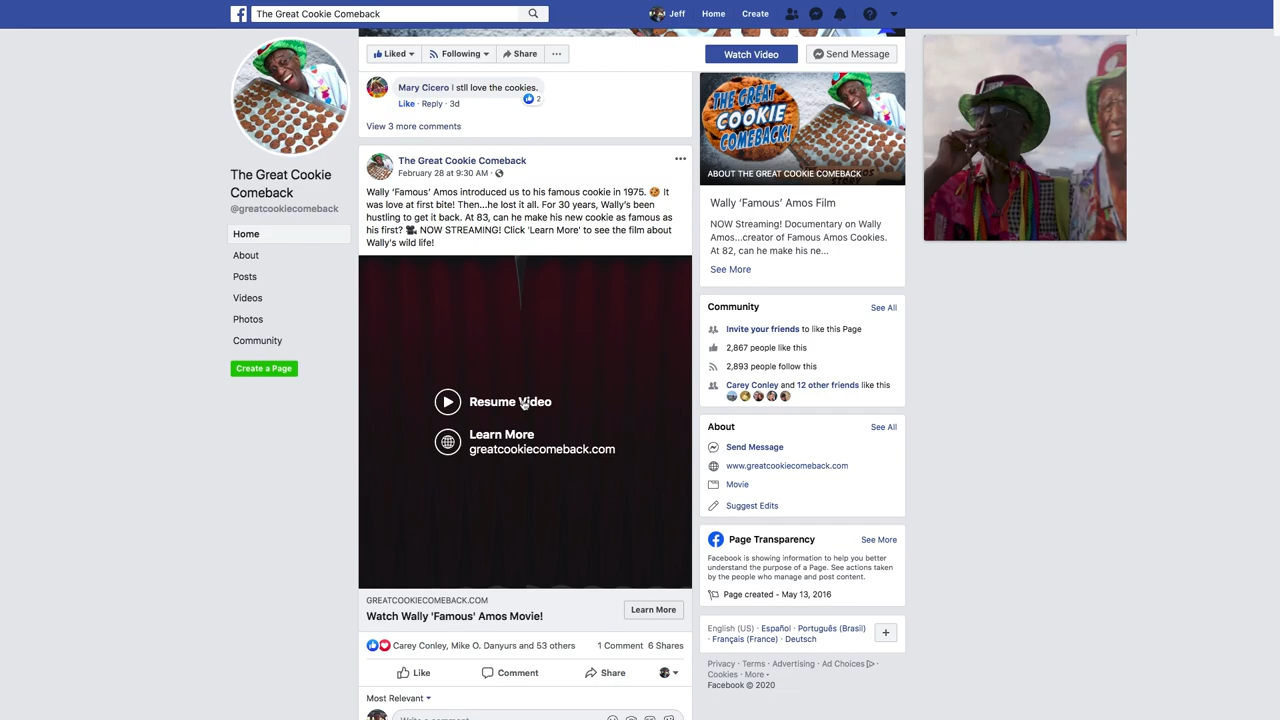 The Great Cookie Comeback
Jeff
Home
Create
Liked
Following
Share
Watch Video
Send Message
The Great Cookie
Comeback
@greatcookiecomeback
Home
About
Posts
Videos
Photos
Community
Create a Page
Mary Cicero I stll love the cookies.
2
Like · Reply · 3d
View 3 more comments
The Great Cookie Comeback
February 28 at 9:30 AM ·
Wally ‘Famous’ Amos introduced us to his famous cookie in 1975. 🍪 It
was love at first bite! Then...he lost it all. For 30 years, Wally's been
hustling to get it back. At 83, can he make his new cookie as famous as
his first? 🎥 NOW STREAMING! Click 'Learn More' to see the film about
Wally's wild life!
Resume Video
Learn More
greatcookiecomeback.com
GREATCOOKIECOMEBACK.COM
Watch Wally 'Famous' Amos Movie!
Learn More
Carey Conley, Mike O. Danyurs and 53 others
1 Comment 6 Shares
Like
Comment
Share
Most Relevant
Write a comment...
THE GREAT
COOKIE
COMEBACK!
ABOUT THE GREAT COOKIE COMEBACK
Wally ‘Famous’ Amos Film
NOW Streaming! Documentary on Wally
Amos...creator of Famous Amos Cookies.
At 82, can he make his ne...
See More
Community
See All
Invite your friends to like this Page
2,867 people like this
2,893 people follow this
Carey Conley and 12 other friends like this
About
See All
Send Message
www.greatcookiecomeback.com
Movie
Suggest Edits
Page Transparency
See More
Facebook is showing information to help you better
understand the purpose of a Page. See actions taken
by the people who manage and post content.
Page created - May 13, 2016
English (US) · Español · Português (Brasil)
· Français (France) · Deutsch
Privacy · Terms · Advertising · Ad Choices ·
Cookies · More
Facebook © 2020